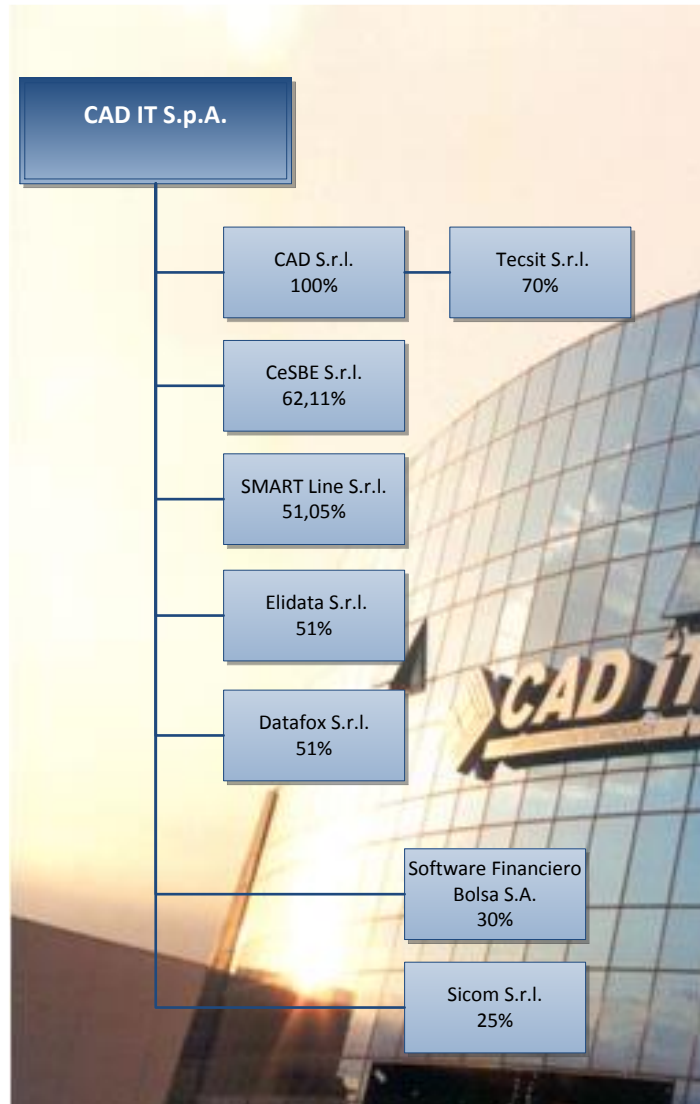 CAD IT S.p.A.
CAD S.r.l.
100%
Tecsit S.r.l.
70%
CeSBE S.r.l.
62,11%
SMART Line S.r.l.
51,05%
Elidata S.r.l.
51%
Datafox S.r.l.
51%
CAD iT
Software Financiero
Bolsa S.A.
30%
Sicom S.r.l.
25%